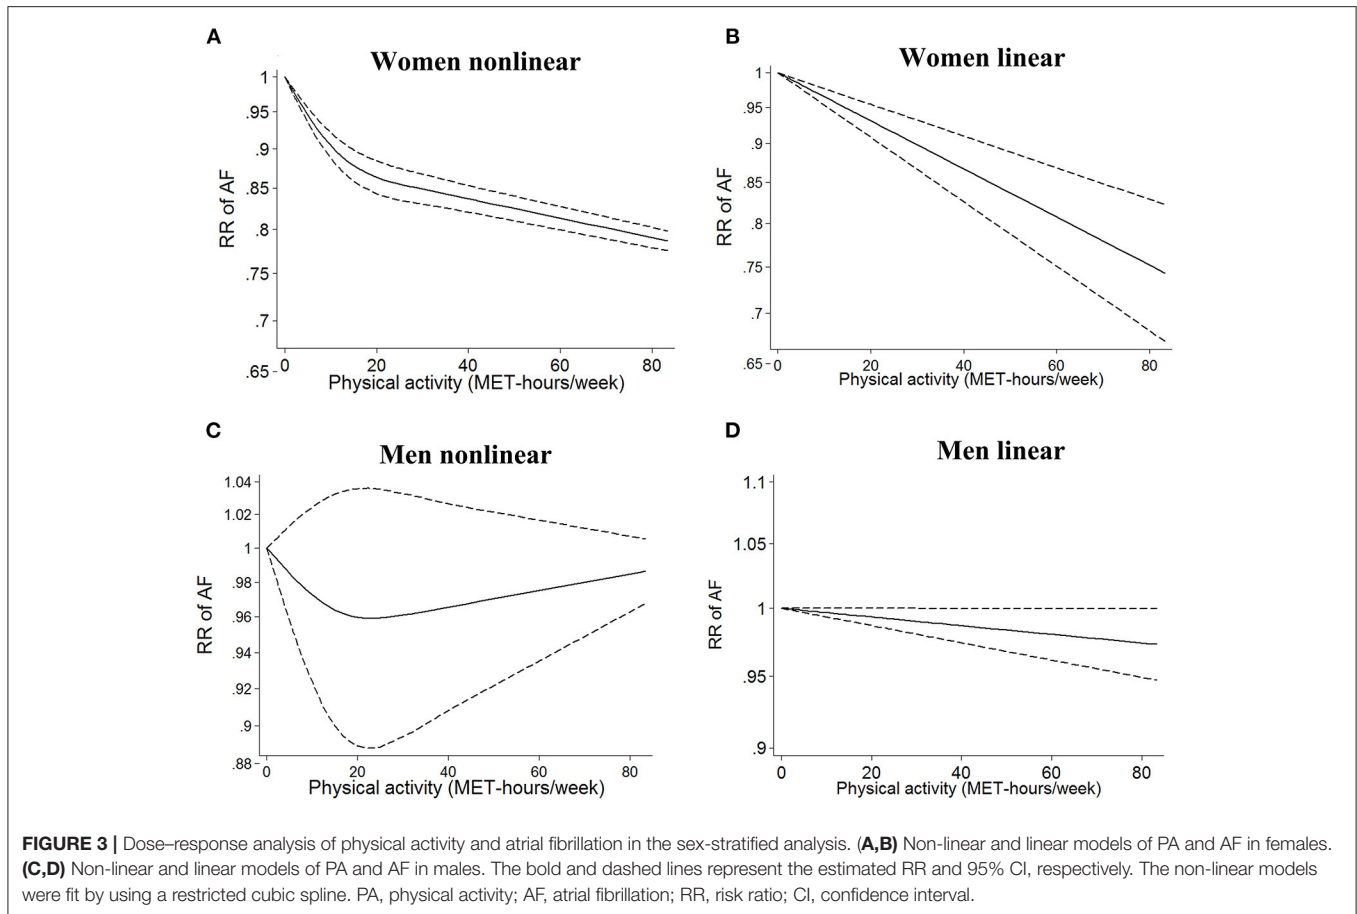 A
Women nonlinear
1
.95
.9
.85
.8
.75
.7
.65
RR of AF
0 20 40 60 80
Physical activity (MET-hours/week)
B
Women linear
1
.95
.9
.85
.8
.75
.7
.65
RR of AF
0 20 40 60 80
Physical activity (MET-hours/week)
C
Men nonlinear
1.04
1.02
1
.98
.96
.94
.92
.9
.88
RR of AF
0 20 40 60 80
Physical activity (MET-hours/week)
D
Men linear
1.1
1.05
1
.95
.9
RR of AF
0 20 40 60 80
Physical activity (MET-hours/week)
FIGURE 3 | Dose–response analysis of physical activity and atrial fibrillation in the sex-stratified analysis. (A,B) Non-linear and linear models of PA and AF in females.
(C,D) Non-linear and linear models of PA and AF in males. The bold and dashed lines represent the estimated RR and 95% CI, respectively. The non-linear models
were fit by using a restricted cubic spline. PA, physical activity; AF, atrial fibrillation; RR, risk ratio; CI, confidence interval.